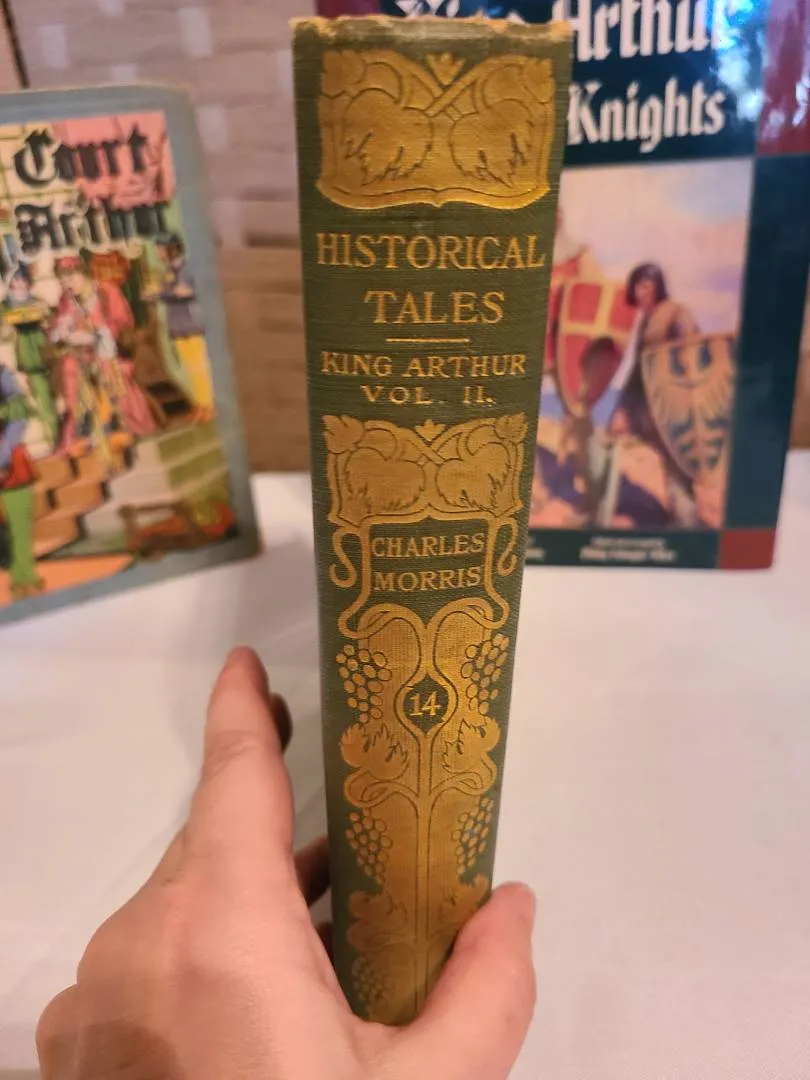 Court
Arthur
Arthur
Knights
HISTORICAL
TALES
KING ARTHUR
VOL. II.
CHARLES
MORRIS
14